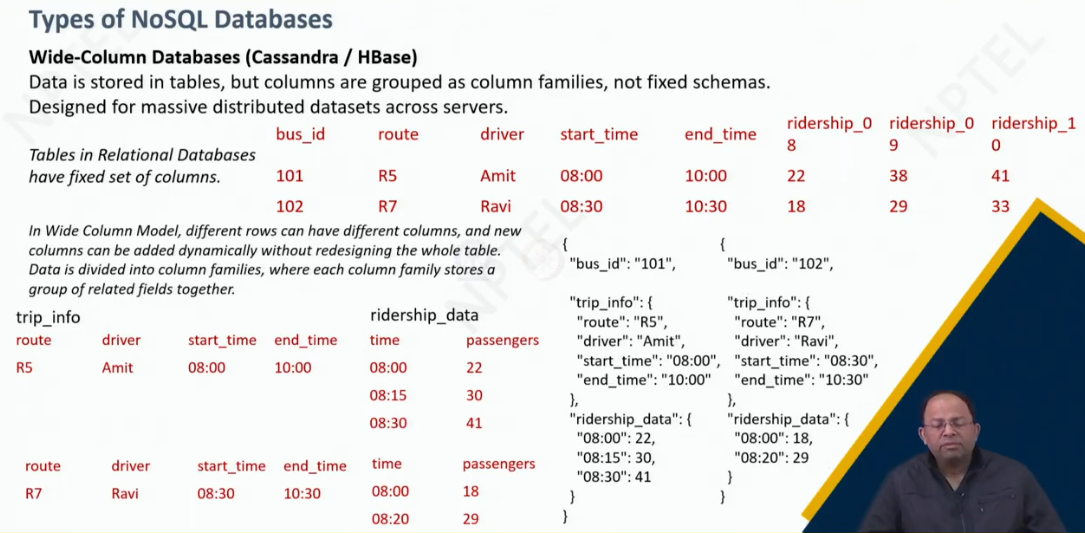 Types of NoSQL Databases
Wide-Column Databases (Cassandra / HBase)
Data is stored in tables, but columns are grouped as column families, not fixed schemas.
Designed for massive distributed datasets across servers.
Tables in Relational Databases
have fixed set of columns.
bus_id route driver start_time end_time ridership_08 ridership_09 ridership_10
101 R5 Amit 08:00 10:00 22 38 41
102 R7 Ravi 08:30 10:30 18 29 33
In Wide Column Model, different rows can have different columns, and new
columns can be added dynamically without redesigning the whole table.
Data is divided into column families, where each column family stores a
group of related fields together.
trip_info
route driver start_time end_time
R5 Amit 08:00 10:00
route driver start_time end_time
R7 Ravi 08:30 10:30
ridership_data
time passengers
08:00 22
08:15 30
08:30 41
time passengers
08:00 18
08:20 29
{
"bus_id": "101",
"trip_info": {
"route": "R5",
"driver": "Amit",
"start_time": "08:00",
"end_time": "10:00"
},
"ridership_data": {
"08:00": 22,
"08:15": 30,
"08:30": 41
}
}
{
"bus_id": "102",
"trip_info": {
"route": "R7",
"driver": "Ravi",
"start_time": "08:30",
"end_time": "10:30"
},
"ridership_data": {
"08:00": 18,
"08:20": 29
}
}
NPTEL
NPTEL
NPTEL